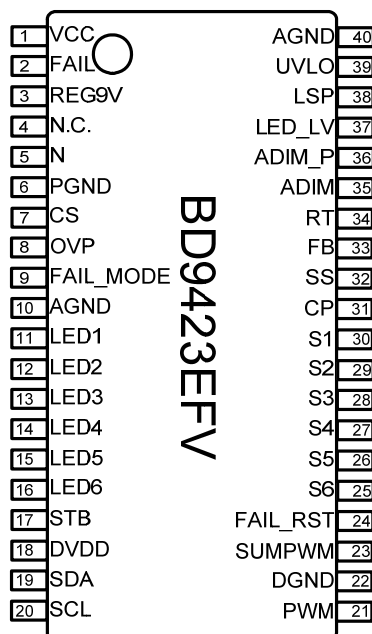 1 VCC AGND 40
2 FAIL UVLO 39
3 REG9V LSP 38
4 N.C. LED_LV 37
5 N ADIM_P 36
6 PGND ADIM 35
7 CS RT 34
8 OVP FB 33
9 FAIL_MODE SS 32
10 AGND CP 31
11 LED1 S1 30
12 LED2 S2 29
13 LED3 S3 28
14 LED4 S4 27
15 LED5 S5 26
16 LED6 S6 25
17 STB FAIL_RST 24
18 DVDD SUMPWM 23
19 SDA DGND 22
20 SCL PWM 21
BD9423EFV